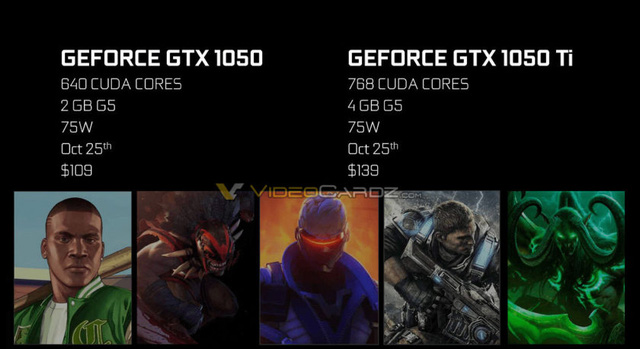 GEFORCE GTX 1050
640 CUDA CORES
2 GB G5
75W
Oct 25th
$109
GEFORCE GTX 1050 Ti
768 CUDA CORES
4 GB G5
75W
Oct 25th
$139
VIDEOCARDZ.COM